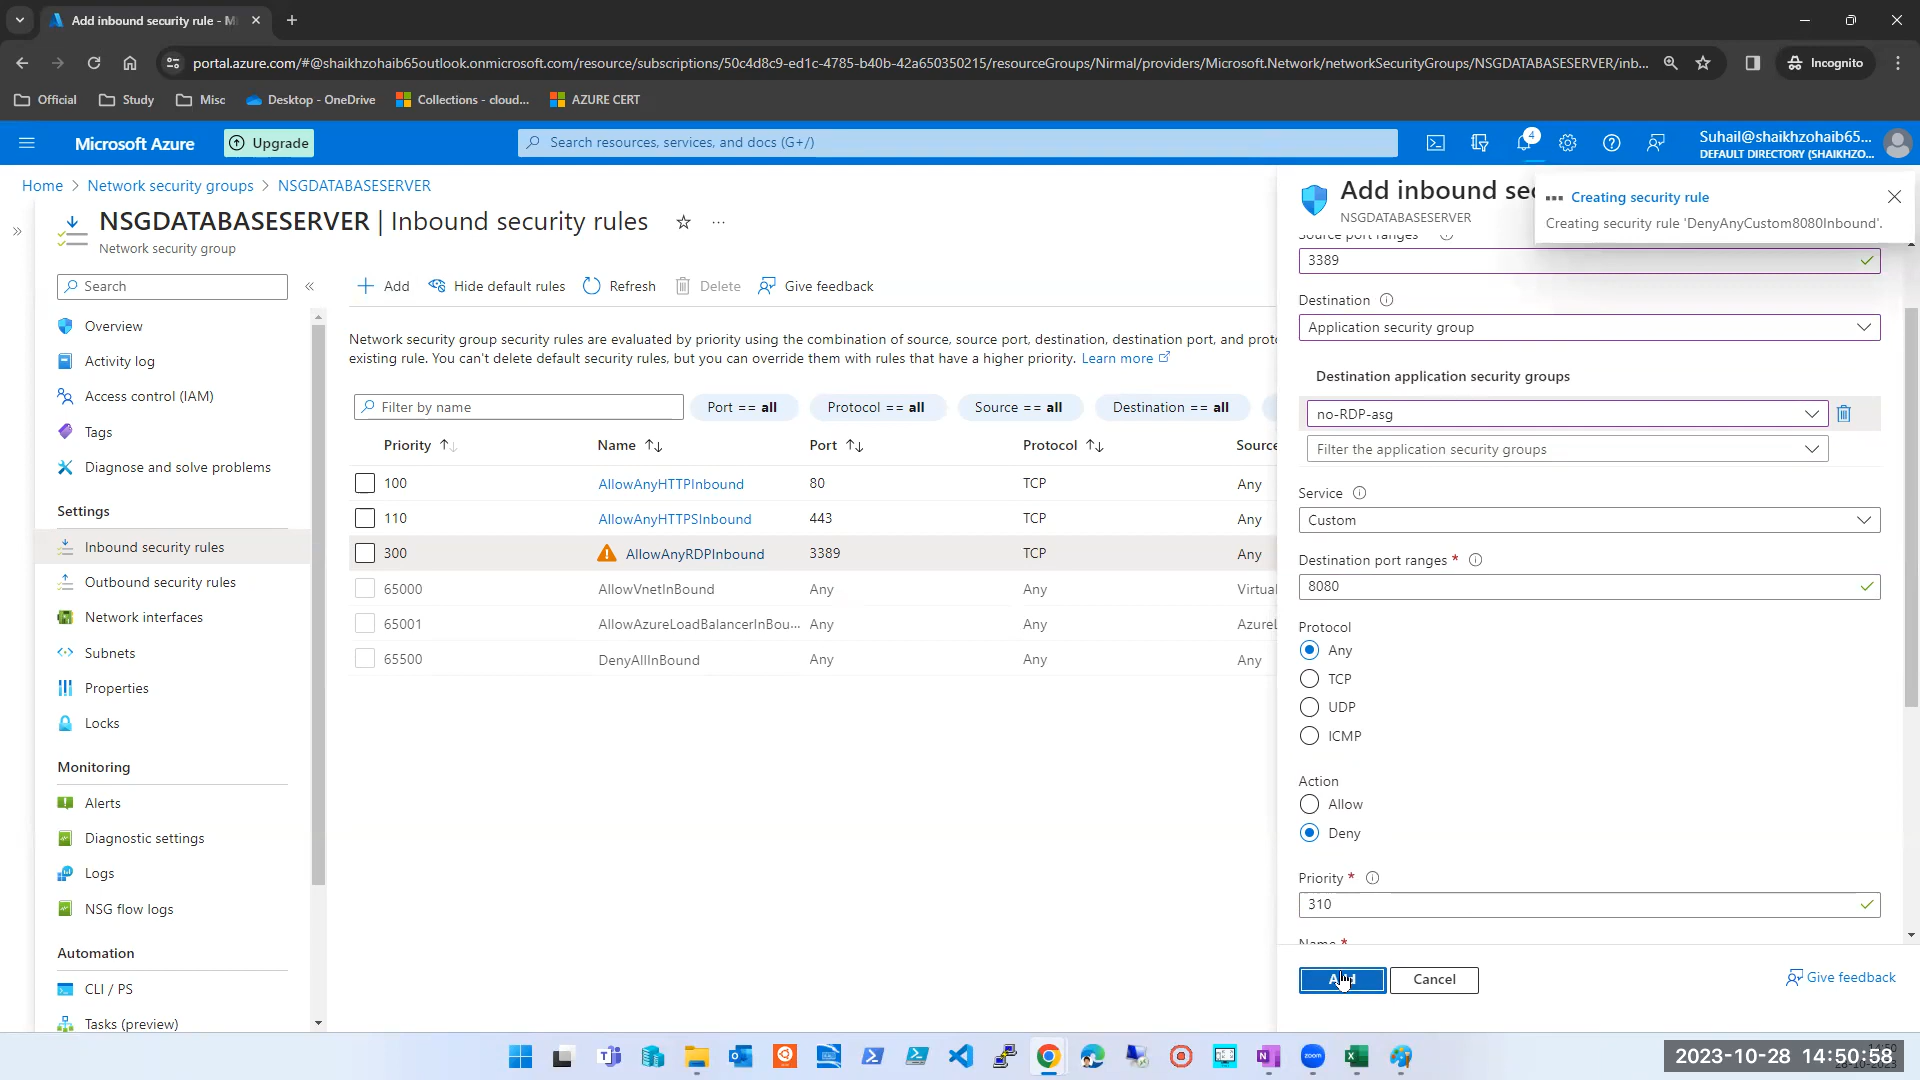 Add inbound security rule - M
portal.azure.com/#@shaikhzohaib65outlook.onmicrosoft.com/resource/subscriptions/50c4d8c9-ed1c-4785-b40b-42a650350215/resourceGroups/Nirmal/providers/Microsoft.Network/networkSecurityGroups/NSGDATABASESERVER/inb...
Incognito
Official
Study
Misc
Desktop - OneDrive
Collections - cloud...
AZURE CERT
Microsoft Azure
Upgrade
Search resources, services, and docs (G+/)
4
Suhail@shaikhzohaib65...
DEFAULT DIRECTORY (SHAIKHZO...
Home > Network security groups > NSGDATABASESERVER
NSGDATABASESERVER | Inbound security rules
Network security group
Search
Overview
Activity log
Access control (IAM)
Tags
Diagnose and solve problems
Settings
Inbound security rules
Outbound security rules
Network interfaces
Subnets
Properties
Locks
Monitoring
Alerts
Diagnostic settings
Logs
NSG flow logs
Automation
CLI / PS
Tasks (preview)
Add
Hide default rules
Refresh
Delete
Give feedback
Network security group security rules are evaluated by priority using the combination of source, source port, destination, destination port, and proto
existing rule. You can't delete default security rules, but you can override them with rules that have a higher priority. Learn more
Filter by name
Port == all
Protocol == all
Source == all
Destination == all
Priority Name Port Protocol Source
100 AllowAnyHTTPInbound 80 TCP Any
110 AllowAnyHTTPSInbound 443 TCP Any
300 AllowAnyRDPInbound 3389 TCP Any
65000 AllowVnetInBound Any Any Virtual
65001 AllowAzureLoadBalancerInBou... Any Any AzureL
65500 DenyAllInBound Any Any Any
Add inbound sec
NSGDATABASESERVER
Creating security rule
Creating security rule 'DenyAnyCustom8080Inbound'.
Source port ranges
3389
Destination
Application security group
Destination application security groups
no-RDP-asg
Filter the application security groups
Service
Custom
Destination port ranges *
8080
Protocol
Any
TCP
UDP
ICMP
Action
Allow
Deny
Priority *
310
Name *
Add
Cancel
Give feedback
2023-10-28 14:50:58